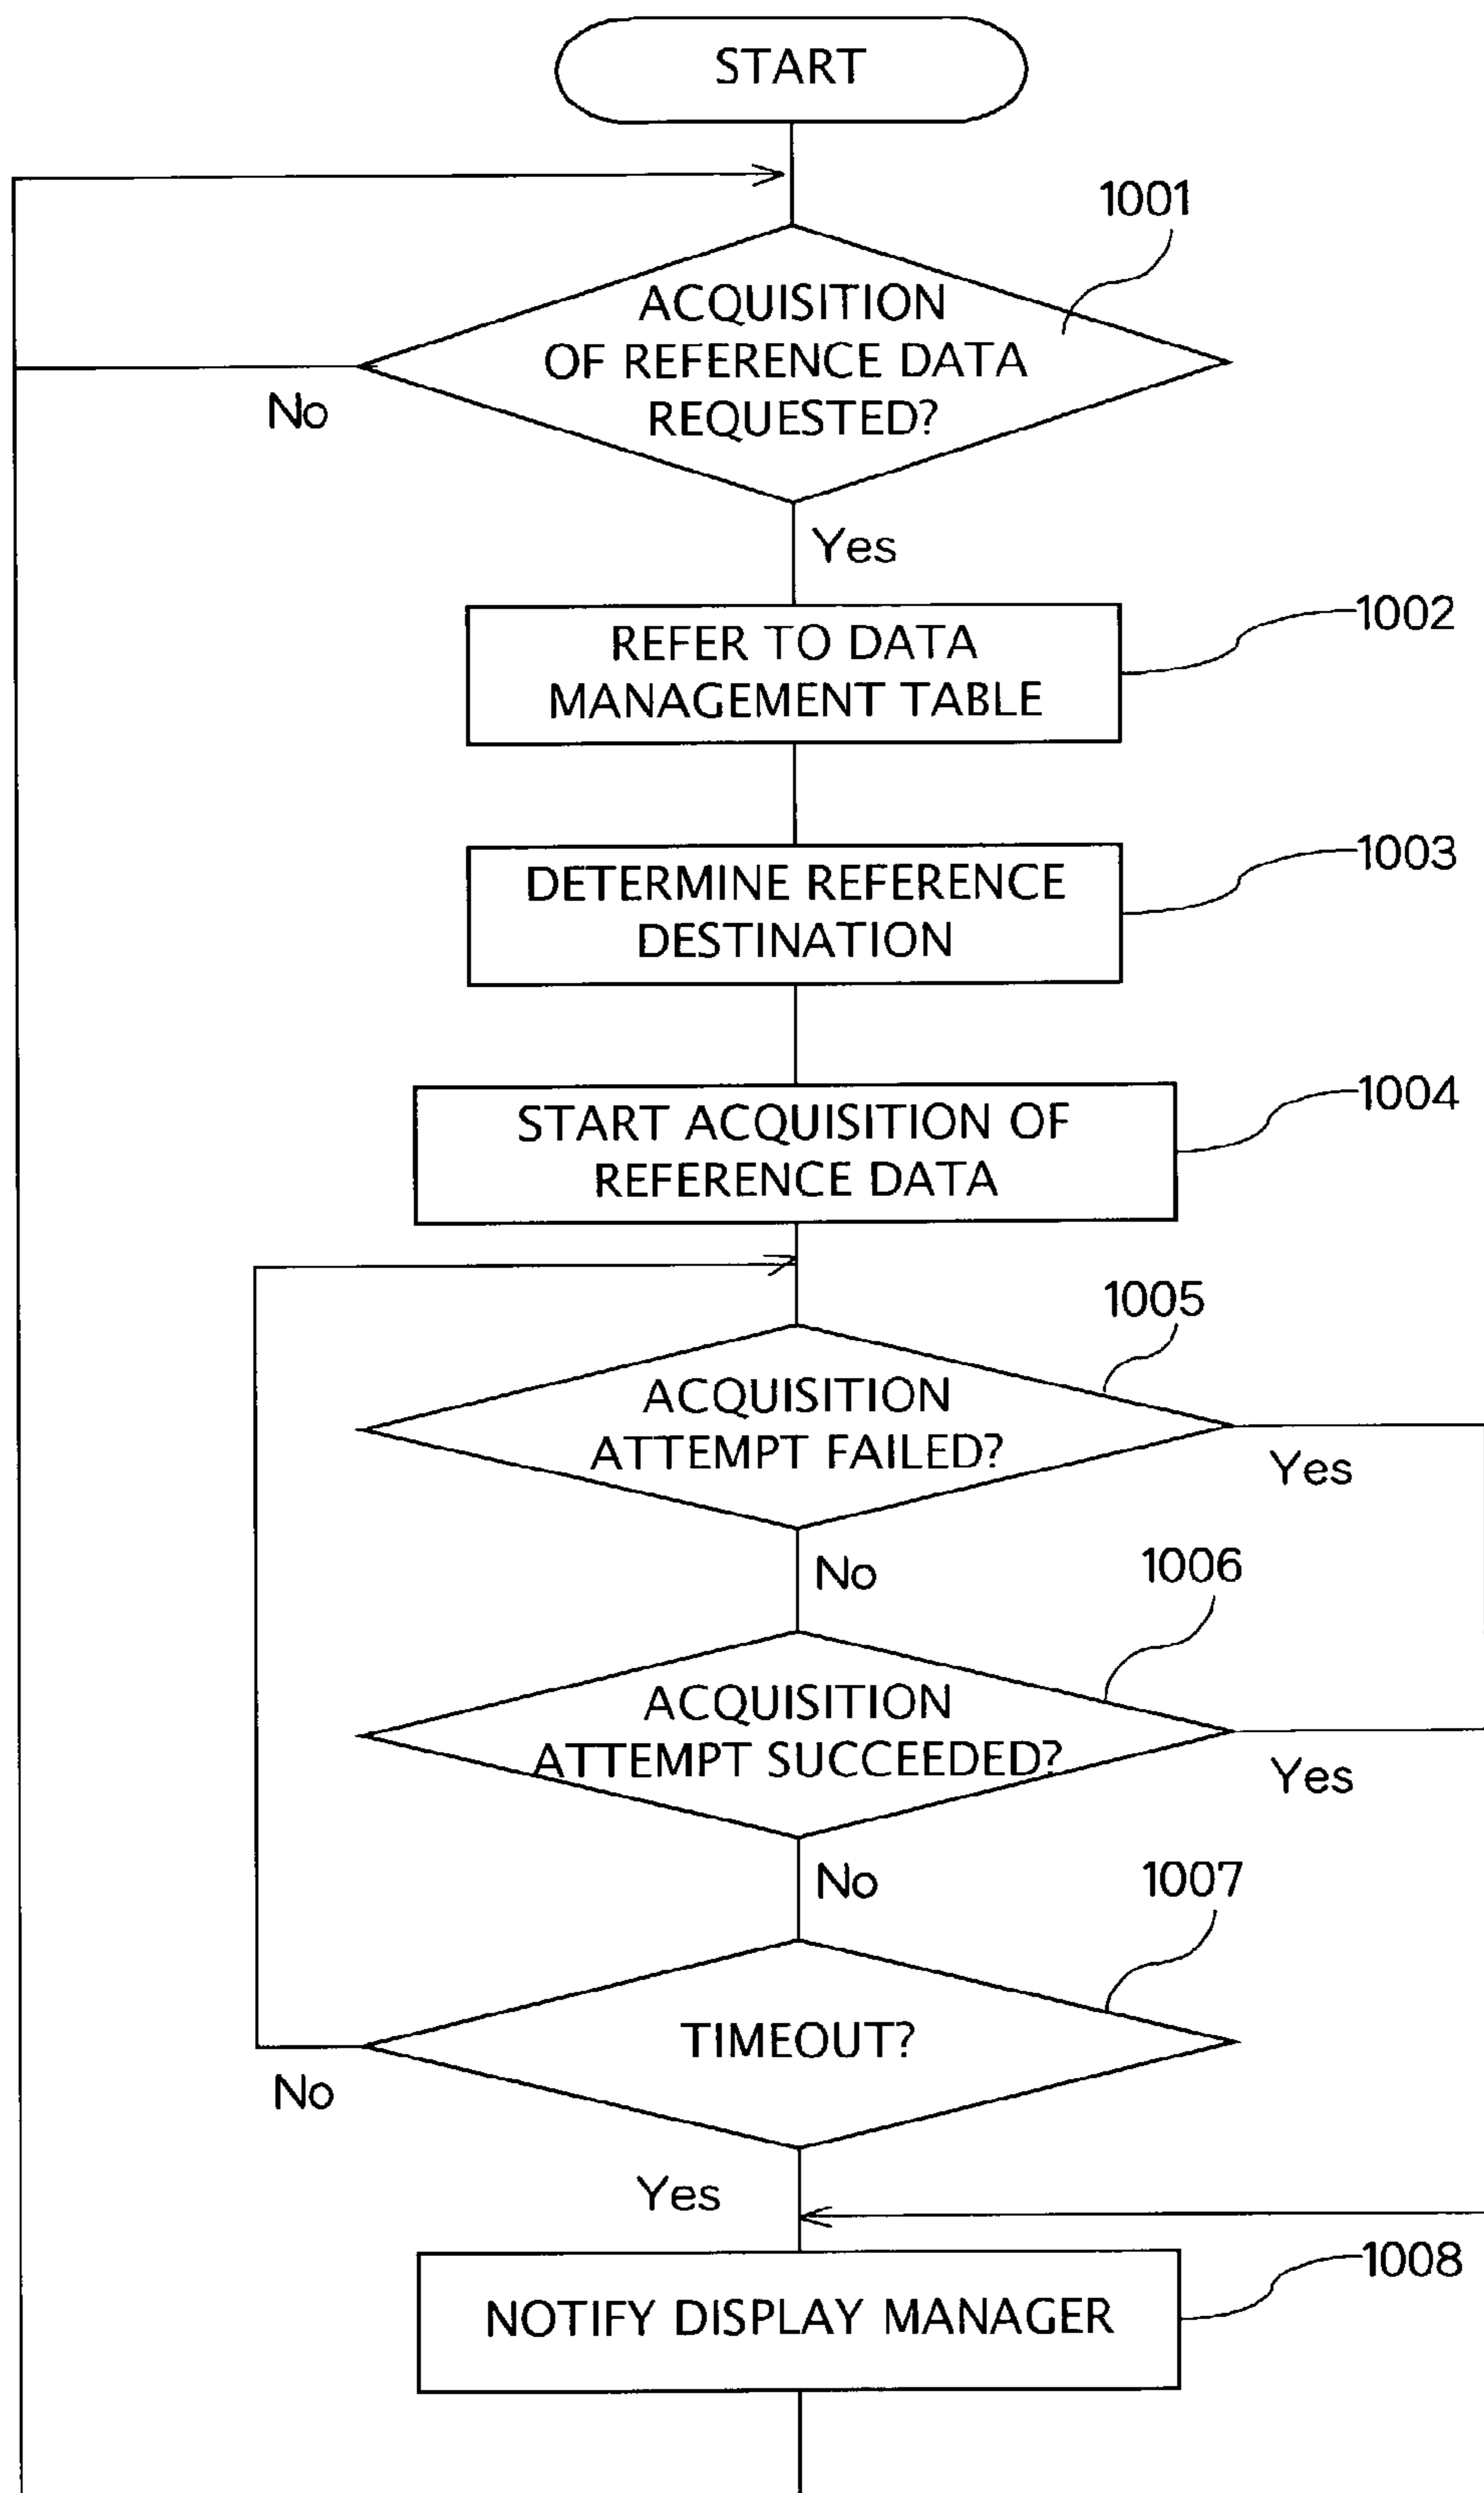 START
1001
ACQUISITION
OF REFERENCE DATA
REQUESTED?
No
Yes
1002
REFER TO DATA
MANAGEMENT TABLE
1003
DETERMINE REFERENCE
DESTINATION
1004
START ACQUISITION OF
REFERENCE DATA
1005
ACQUISITION
ATTEMPT FAILED?
Yes
No
1006
ACQUISITION
ATTEMPT SUCCEEDED?
Yes
No
1007
TIMEOUT?
No
Yes
1008
NOTIFY DISPLAY MANAGER